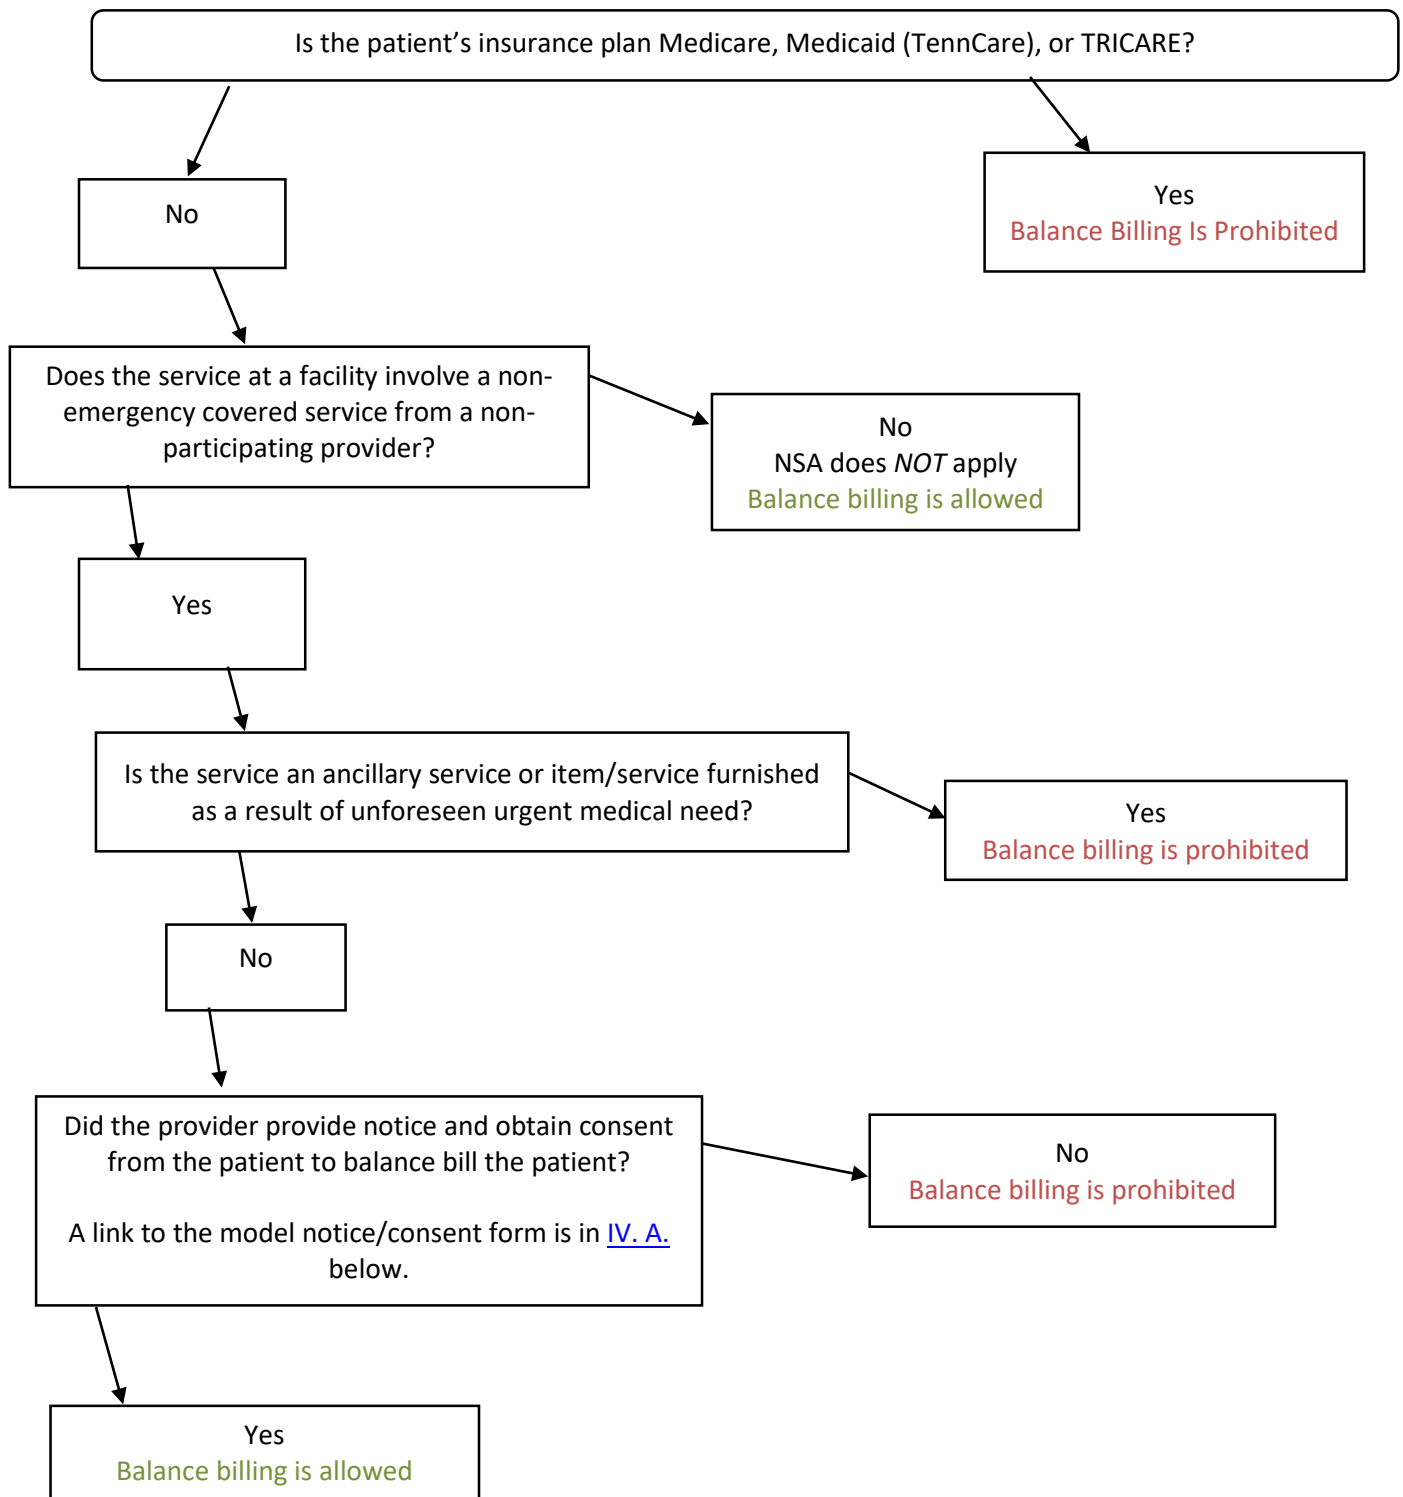 Is the patient’s insurance plan Medicare, Medicaid (TennCare), or TRICARE?
Yes
Balance Billing Is Prohibited
No
Does the service at a facility involve a non-
emergency covered service from a non-
participating provider?
No
NSA does NOT apply
Balance billing is allowed
Yes
Is the service an ancillary service or item/service furnished
as a result of unforeseen urgent medical need?
Yes
Balance billing is prohibited
No
Did the provider provide notice and obtain consent
from the patient to balance bill the patient?
A link to the model notice/consent form is in IV. A.
below.
No
Balance billing is prohibited
Yes
Balance billing is allowed